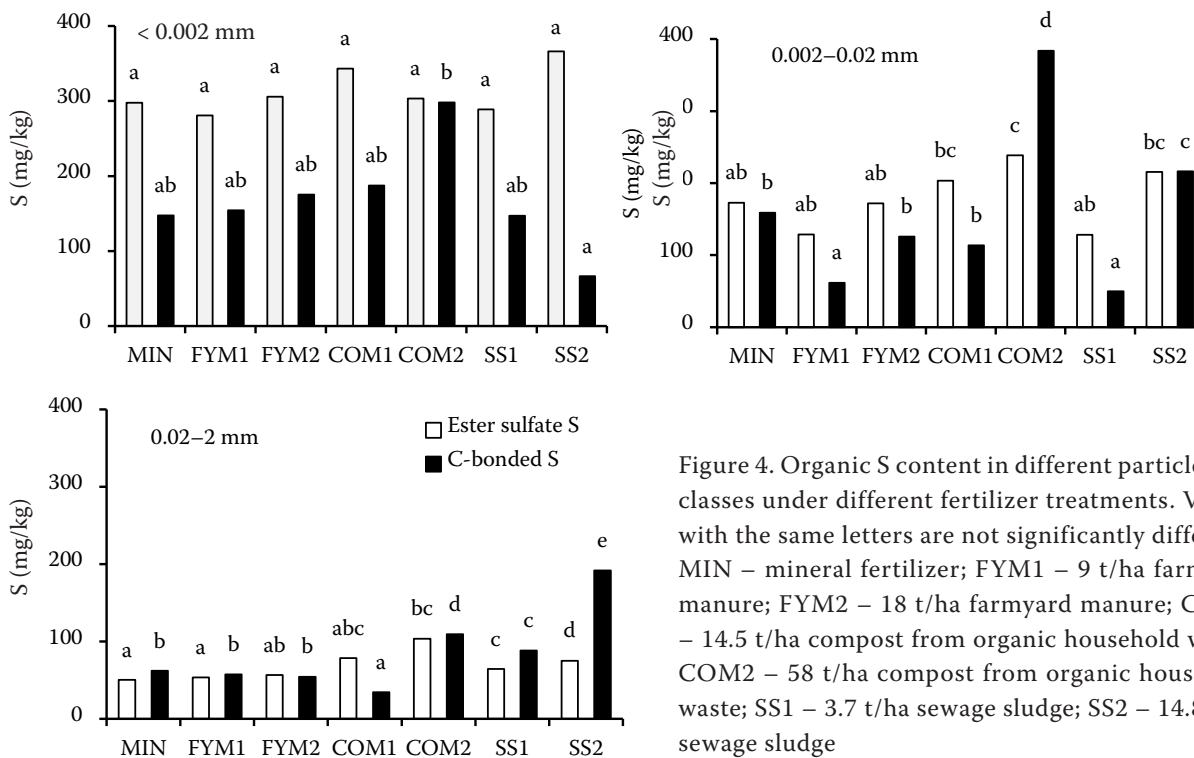 < 0.002 mm
400
300
200
100
0
S (mg/kg)
a a a a a b a a
ab ab ab ab ab a
MIN FYM1 FYM2 COM1 COM2 SS1 SS2
0.002–0.02 mm
400
0
0
100
0
S (mg/kg)
S (mg/kg)
ab b ab a ab b bc b c d ab a bc c
MIN FYM1 FYM2 COM1 COM2 SS1 SS2
0.02–2 mm
400
300
200
100
0
S (mg/kg)
Ester sulfate S
C-bonded S
a b a b ab b abc a bc d c c d e
MIN FYM1 FYM2 COM1 COM2 SS1 SS2
Figure 4. Organic S content in different particle
classes under different fertilizer treatments. V
with the same letters are not significantly diffe
MIN – mineral fertilizer; FYM1 – 9 t/ha farm
manure; FYM2 – 18 t/ha farmyard manure; C
– 14.5 t/ha compost from organic household w
COM2 – 58 t/ha compost from organic hous
waste; SS1 – 3.7 t/ha sewage sludge; SS2 – 14.8
sewage sludge